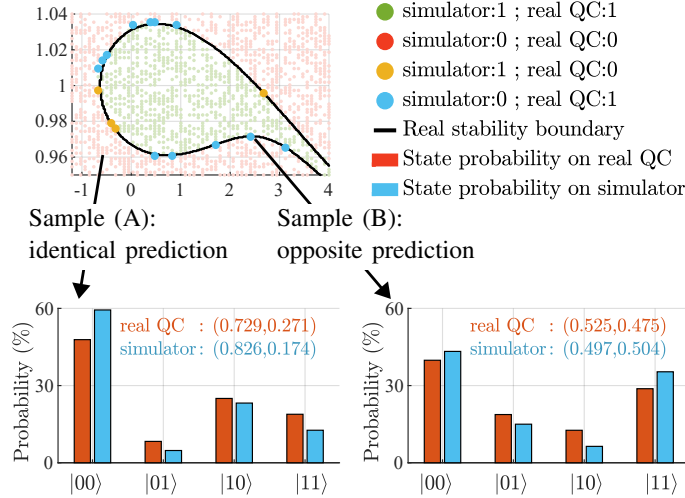 1.04
1.02
1
0.98
0.96
-1 0 1 2 3 4
simulator:1 ; real QC:1
simulator:0 ; real QC:0
simulator:1 ; real QC:0
simulator:0 ; real QC:1
Real stability boundary
State probability on real QC
State probability on simulator
Sample (A):
identical prediction
Sample (B):
opposite prediction
Probability (%)
60
30
0
real QC : (0.729,0.271)
simulator: (0.826,0.174)
|00⟩ |01⟩ |10⟩ |11⟩
Probability (%)
60
30
0
real QC : (0.525,0.475)
simulator: (0.497,0.504)
|00⟩ |01⟩ |10⟩ |11⟩